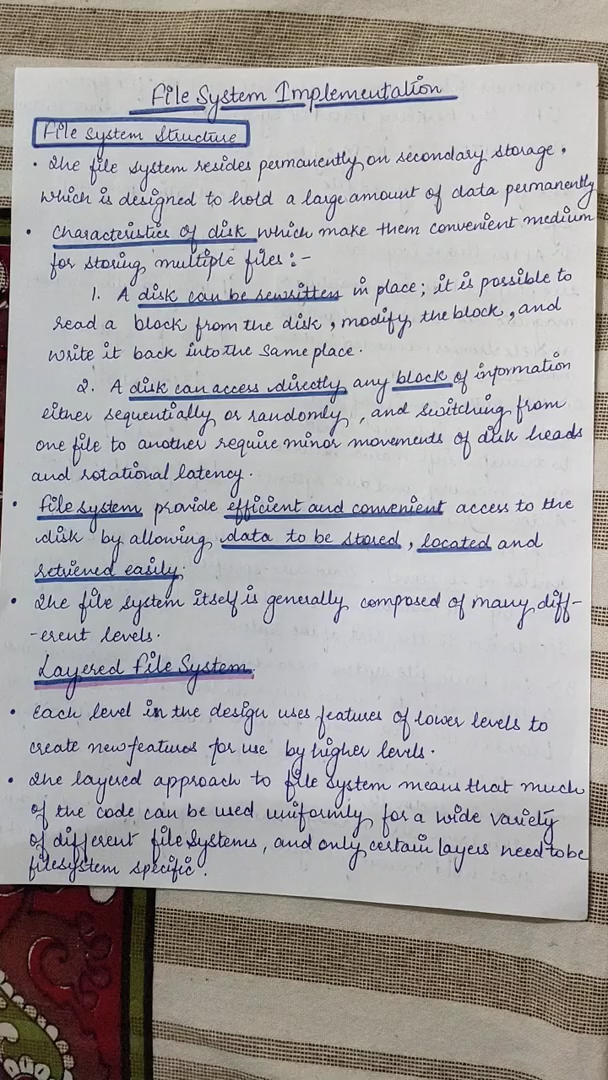 File System Implementation
File System Structure
• The file system resides permanently on secondary storage.
which is designed to hold a large amount of data permanently
• Characteristics of disk which make them convenient medium
for storing multiple files :-
1. A disk can be rewritten in place; it is possible to
read a block from the disk, modify the block, and
write it back into the same place.
2. A disk can access directly any block of information
either sequentially or randomly, and switching from
one file to another require minor movements of disk heads
and rotational latency.
• File system provide efficient and convenient access to the
disk by allowing data to be stored, located and
retrieved easily.
• The file system itself is generally composed of many diff-
-erent levels.
Layered File System.
• Each level in the design uses features of lower levels to
create new features for use by higher levels.
• The layered approach to file system means that much
of the code can be used uniformly for a wide variety
of different file systems, and only certain layers need to be
filesystem specific.